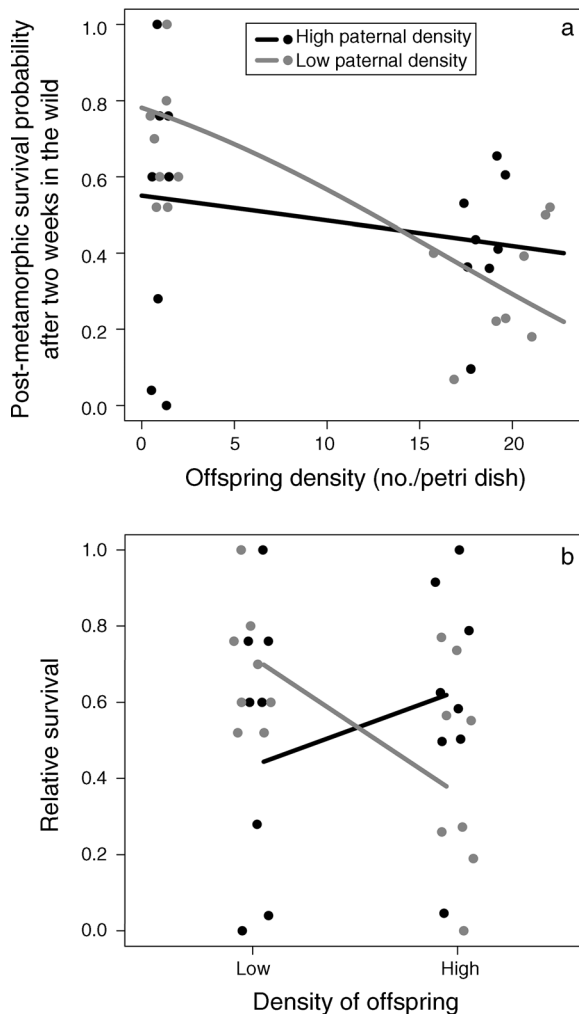 a
High paternal density
Low paternal density
Post-metamorphic survival probability
after two weeks in the wild
1.0
0.8
0.6
0.4
0.2
0.0
0 5 10 15 20
Offspring density (no./petri dish)
b
Relative survival
1.0
0.8
0.6
0.4
0.2
0.0
Low High
Density of offspring